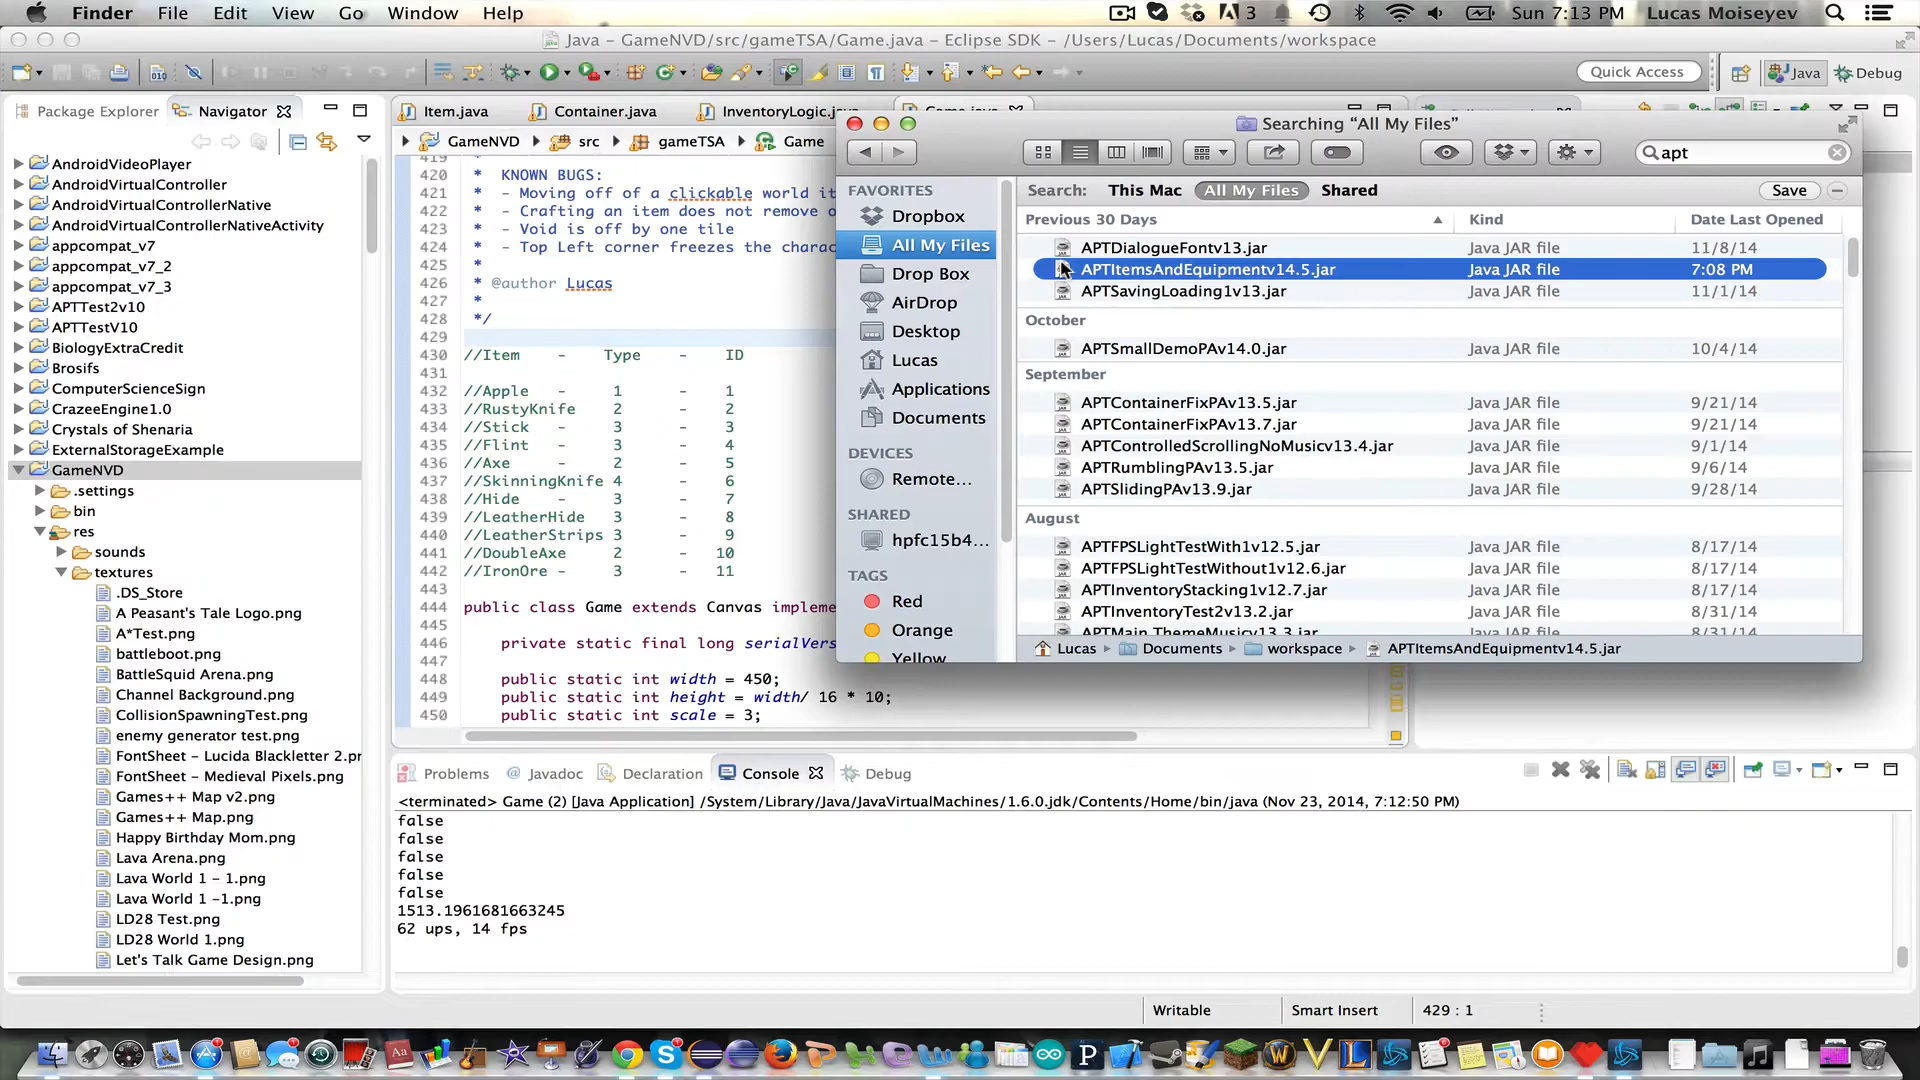 Finder File Edit View Go Window Help 3 Sun 7:13 PM Lucas Moiseyev
Java – GameNVD/src/gameTSA/Game.java – Eclipse SDK – /Users/Lucas/Documents/workspace
Quick Access Java Debug
Package Explorer Navigator
AndroidVideoPlayer
AndroidVirtualController
AndroidVirtualControllerNative
AndroidVirtualControllerNativeActivity
appcompat_v7
appcompat_v7_2
appcompat_v7_3
APTTest2v10
APTTestV10
BiologyExtraCredit
Brosifs
ComputerScienceSign
CrazeeEngine1.0
Crystals of Shenaria
ExternalStorageExample
GameNVD
.settings
bin
res
sounds
textures
.DS_Store
A Peasant's Tale Logo.png
A*Test.png
battleboot.png
BattleSquid Arena.png
Channel Background.png
CollisionSpawningTest.png
enemy generator test.png
FontSheet – Lucida Blackletter 2.pr
FontSheet – Medieval Pixels.png
Games++ Map v2.png
Games++ Map.png
Happy Birthday Mom.png
Lava Arena.png
Lava World 1 – 1.png
Lava World 1 –1.png
LD28 Test.png
LD28 World 1.png
Let's Talk Game Design.png
Item.java Container.java InventoryLogic.java
GameNVD src gameTSA Game
419 *
420 * KNOWN BUGS:
421 * – Moving off of a clickable world it
422 * – Crafting an item does not remove o
423 * – Void is off by one tile
424 * – Top Left corner freezes the charac
425 *
426 * @author Lucas
427 *
428 */
429
430 //Item – Type – ID
431
432 //Apple – 1 – 1
433 //RustyKnife 2 – 2
434 //Stick – 3 – 3
435 //Flint – 3 – 4
436 //Axe – 2 – 5
437 //SkinningKnife 4 – 6
438 //Hide – 3 – 7
439 //LeatherHide 3 – 8
440 //LeatherStrips 3 – 9
441 //DoubleAxe 2 – 10
442 //IronOre – 3 – 11
443
444 public class Game extends Canvas impleme
445
446 private static final long serialVers
447
448 public static int width = 450;
449 public static int height = width/ 16 * 10;
450 public static int scale = 3;
Searching “All My Files”
apt
FAVORITES
Dropbox
All My Files
Drop Box
AirDrop
Desktop
Lucas
Applications
Documents
DEVICES
Remote…
SHARED
hpfc15b4…
TAGS
Red
Orange
Yellow
Search: This Mac All My Files Shared Save
Previous 30 Days Kind Date Last Opened
APTDialogueFontv13.jar Java JAR file 11/8/14
APTItemsAndEquipmentv14.5.jar Java JAR file 7:08 PM
APTSavingLoading1v13.jar Java JAR file 11/1/14
October
APTSmallDemoPAv14.0.jar Java JAR file 10/4/14
September
APTContainerFixPAv13.5.jar Java JAR file 9/21/14
APTContainerFixPAv13.7.jar Java JAR file 9/21/14
APTControlledScrollingNoMusicv13.4.jar Java JAR file 9/1/14
APTRumblingPAv13.5.jar Java JAR file 9/6/14
APTSlidingPAv13.9.jar Java JAR file 9/28/14
August
APTFPSLightTestWith1v12.5.jar Java JAR file 8/17/14
APTFPSLightTestWithout1v12.6.jar Java JAR file 8/17/14
APTInventoryStacking1v12.7.jar Java JAR file 8/17/14
APTInventoryTest2v13.2.jar Java JAR file 8/31/14
APTMain ThemeMusicv13.3.jar Java JAR file 8/31/14
Lucas Documents workspace APTItemsAndEquipmentv14.5.jar
Problems Javadoc Declaration Console Debug
<terminated> Game (2) [Java Application] /System/Library/Java/JavaVirtualMachines/1.6.0.jdk/Contents/Home/bin/java (Nov 23, 2014, 7:12:50 PM)
false
false
false
false
false
1513.1961681663245
62 ups, 14 fps
Writable Smart Insert 429 : 1